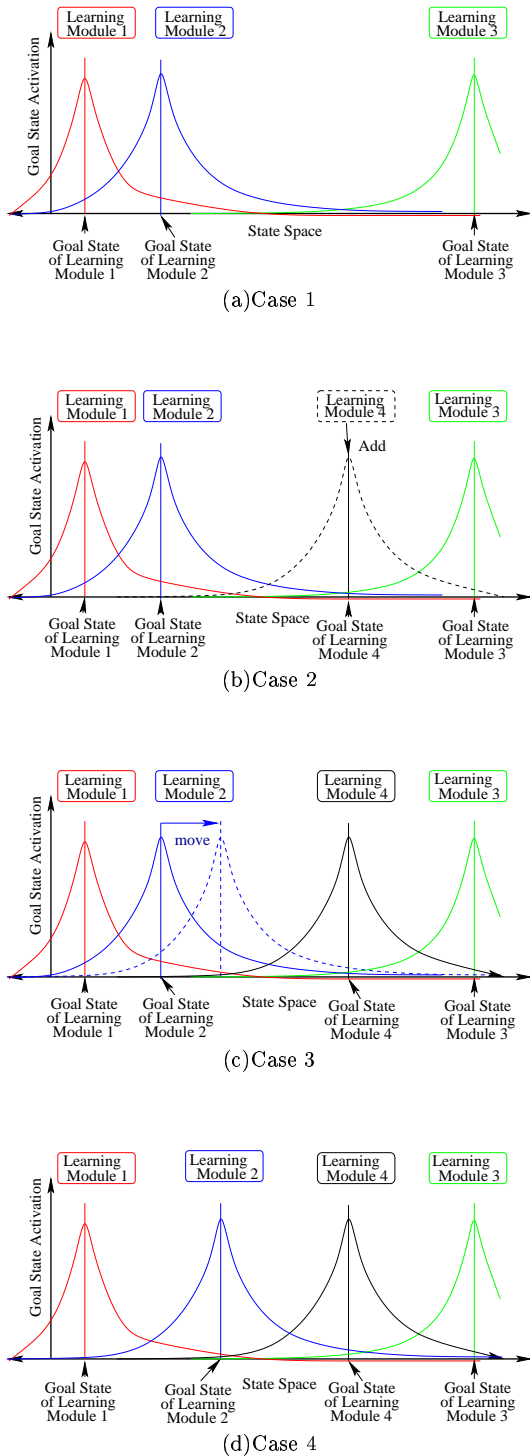 Learning
Module 1
Learning
Module 2
Learning
Module 3
Goal State Activation
State Space
Goal State
of Learning
Module 1
Goal State
of Learning
Module 2
Goal State
of Learning
Module 3
(a)Case 1
Learning
Module 1
Learning
Module 2
Learning
Module 4
Learning
Module 3
Add
Goal State Activation
State Space
Goal State
of Learning
Module 1
Goal State
of Learning
Module 2
Goal State
of Learning
Module 4
Goal State
of Learning
Module 3
(b)Case 2
Learning
Module 1
Learning
Module 2
Learning
Module 4
Learning
Module 3
move
Goal State Activation
State Space
Goal State
of Learning
Module 1
Goal State
of Learning
Module 2
Goal State
of Learning
Module 4
Goal State
of Learning
Module 3
(c)Case 3
Learning
Module 1
Learning
Module 2
Learning
Module 4
Learning
Module 3
Goal State Activation
State Space
Goal State
of Learning
Module 1
Goal State
of Learning
Module 2
Goal State
of Learning
Module 4
Goal State
of Learning
Module 3
(d)Case 4